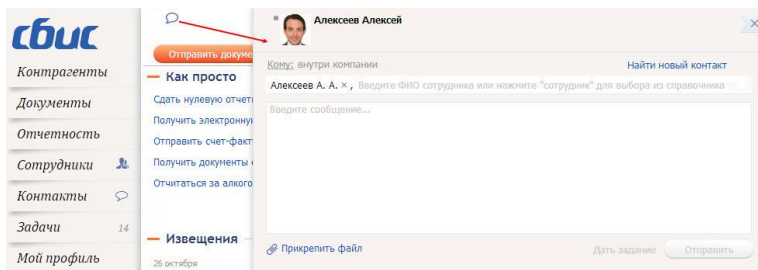 сбис
Контрагенты
Документы
Отчетность
Сотрудники
Контакты
Задачи 14
Мой профиль
Отправить докуме
— Как просто
Сдать нулевую отчет
Получить электронну
Отправить счет-факт
Получить документы
Отчитаться за алкого
— Извещения
26 октября
Алексеев Алексей
×
Кому: внутри компании
Найти новый контакт
Алексеев А. А. × , Введите ФИО сотрудника или нажмите "сотрудник" для выбора из справочника
Введите сообщение...
Прикрепить файл
Дать задание
Отправить